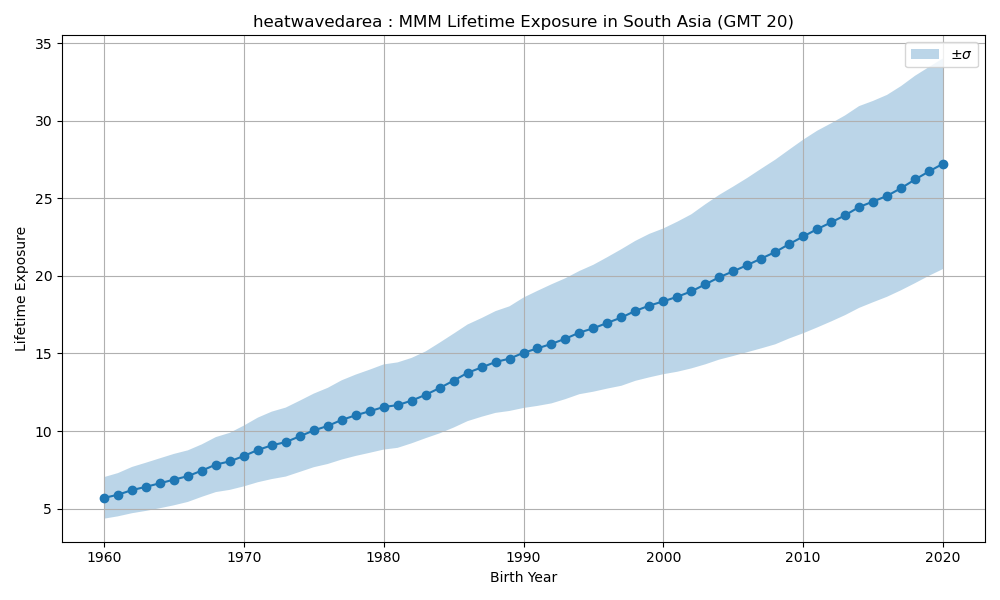 heatwavedarea : MMM Lifetime Exposure in South Asia (GMT 20)
±σ
Lifetime Exposure
35
30
25
20
15
10
5
1960 1970 1980 1990 2000 2010 2020
Birth Year